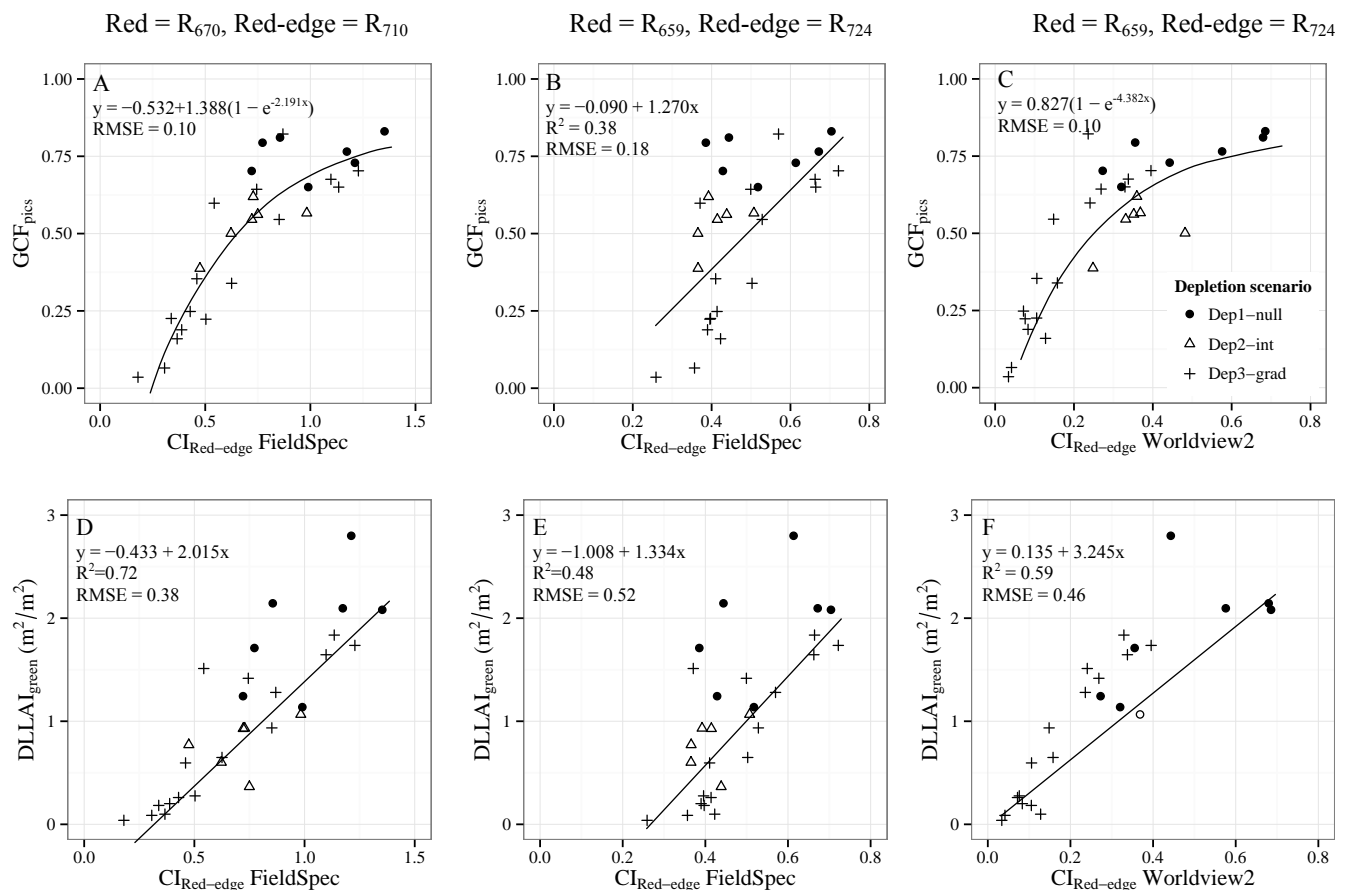 Red = R670, Red-edge = R710
Red = R659, Red-edge = R724
Red = R659, Red-edge = R724
A
y = −0.532+1.388(1 − e-2.191x)
RMSE = 0.10
1.00
0.75
0.50
0.25
0.00
GCFpics
0.0 0.5 1.0 1.5
CIRed−edge FieldSpec
B
y = −0.090 + 1.270x
R2 = 0.38
RMSE = 0.18
1.00
0.75
0.50
0.25
0.00
GCFpics
0.0 0.2 0.4 0.6 0.8
CIRed−edge FieldSpec
C
y = 0.827(1 − e-4.382x)
RMSE = 0.10
1.00
0.75
0.50
0.25
0.00
GCFpics
Depletion scenario
Dep1−null
Dep2−int
Dep3−grad
0.0 0.2 0.4 0.6 0.8
CIRed−edge Worldview2
D
y = −0.433 + 2.015x
R2=0.72
RMSE = 0.38
3
2
1
0
DLLAIgreen (m2/m2)
0.0 0.5 1.0 1.5
CIRed−edge FieldSpec
E
y = −1.008 + 1.334x
R2=0.48
RMSE = 0.52
3
2
1
0
DLLAIgreen (m2/m2)
0.0 0.2 0.4 0.6 0.8
CIRed−edge FieldSpec
F
y = 0.135 + 3.245x
R2 = 0.59
RMSE = 0.46
3
2
1
0
DLLAIgreen (m2/m2)
0.0 0.2 0.4 0.6 0.8
CIRed−edge Worldview2